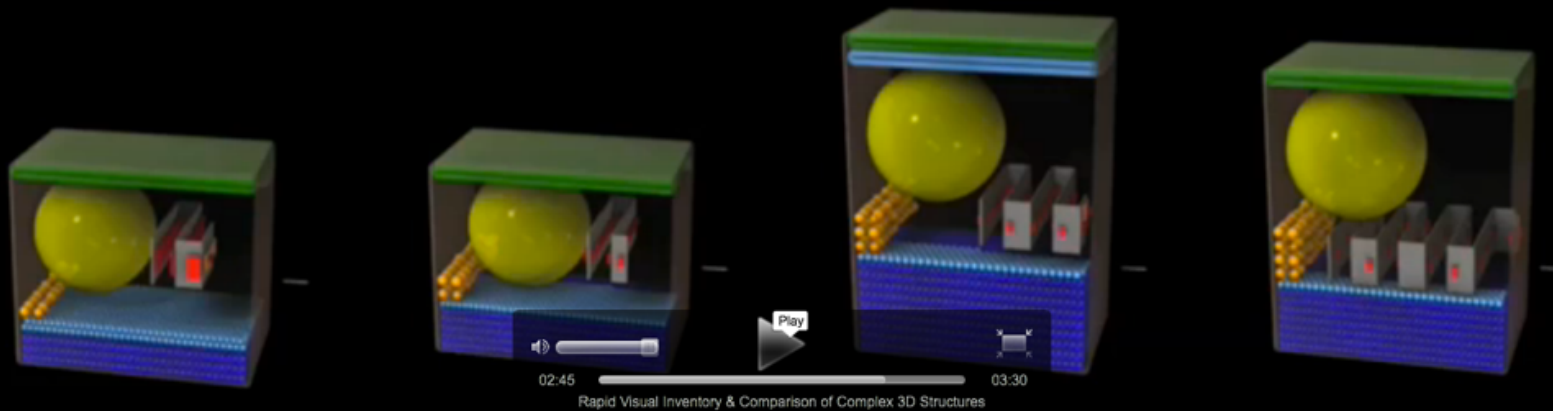 Play
02:45
03:30
Rapid Visual Inventory & Comparison of Complex 3D Structures